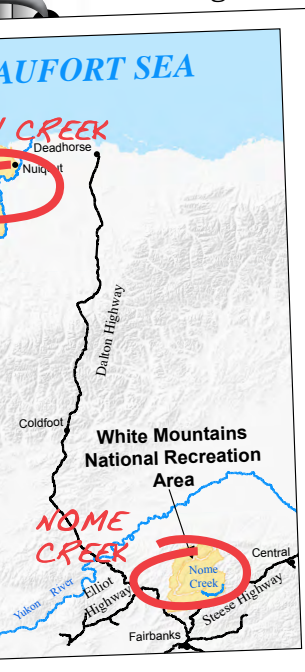 AUFORT SEA
CREEK
Deadhorse
Nuiqsut
Dalton Highway
Coldfoot
White Mountains
National Recreation
Area
NOME
CREEK
Central
Nome
Creek
Yukon River
Elliot
Highway
Steese Highway
Fairbanks